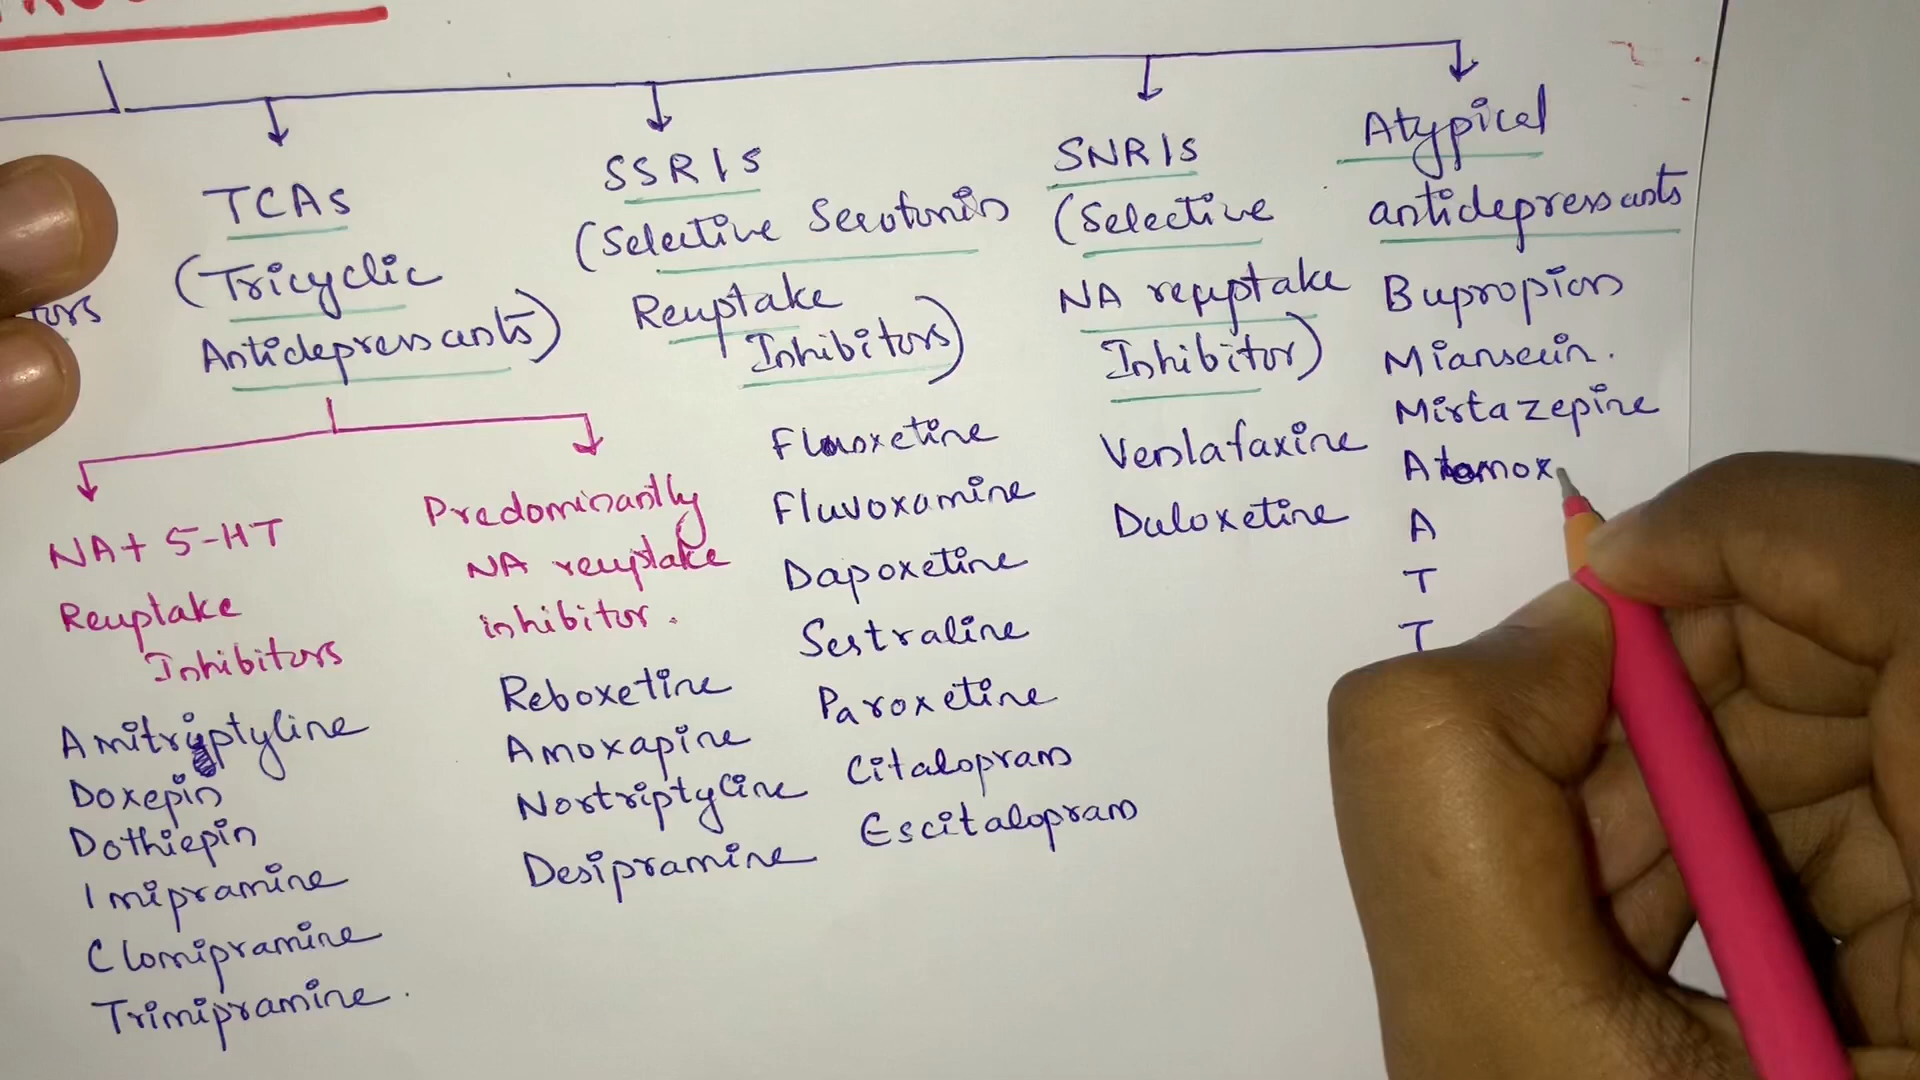 TCAs
(Tricyclic
Antidepressants)
NA+ 5-HT
Reuptake
Inhibitors
Amitriptyline
Doxepin
Dothiepin
Imipramine
Clomipramine
Trimipramine.
Predominantly
NA reuptake
inhibitor.
Reboxetine
Amoxapine
Nortriptyline
Desipramine
SSRIS
(Selective Serotonin
Reuptake
Inhibitors)
Fluoxetine
Fluvoxamine
Dapoxetine
Sertraline
Paroxetine
Citalopram
Escitalopram
SNRIS
(Selective
NA reuptake
Inhibitor)
Venlafaxine
Duloxetine
Atypical
antidepressants
Bupropion
Mianserin.
Mirtazepine
Atomox
A
T
T